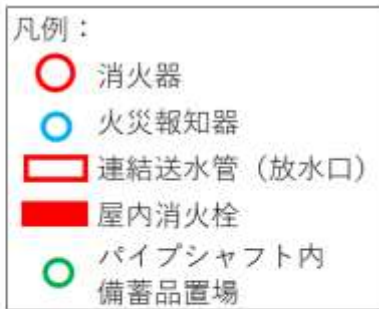 凡例：
消火器
火災報知器
連結送水管（放水口）
屋内消火栓
パイプシャフト内
備蓄品置場